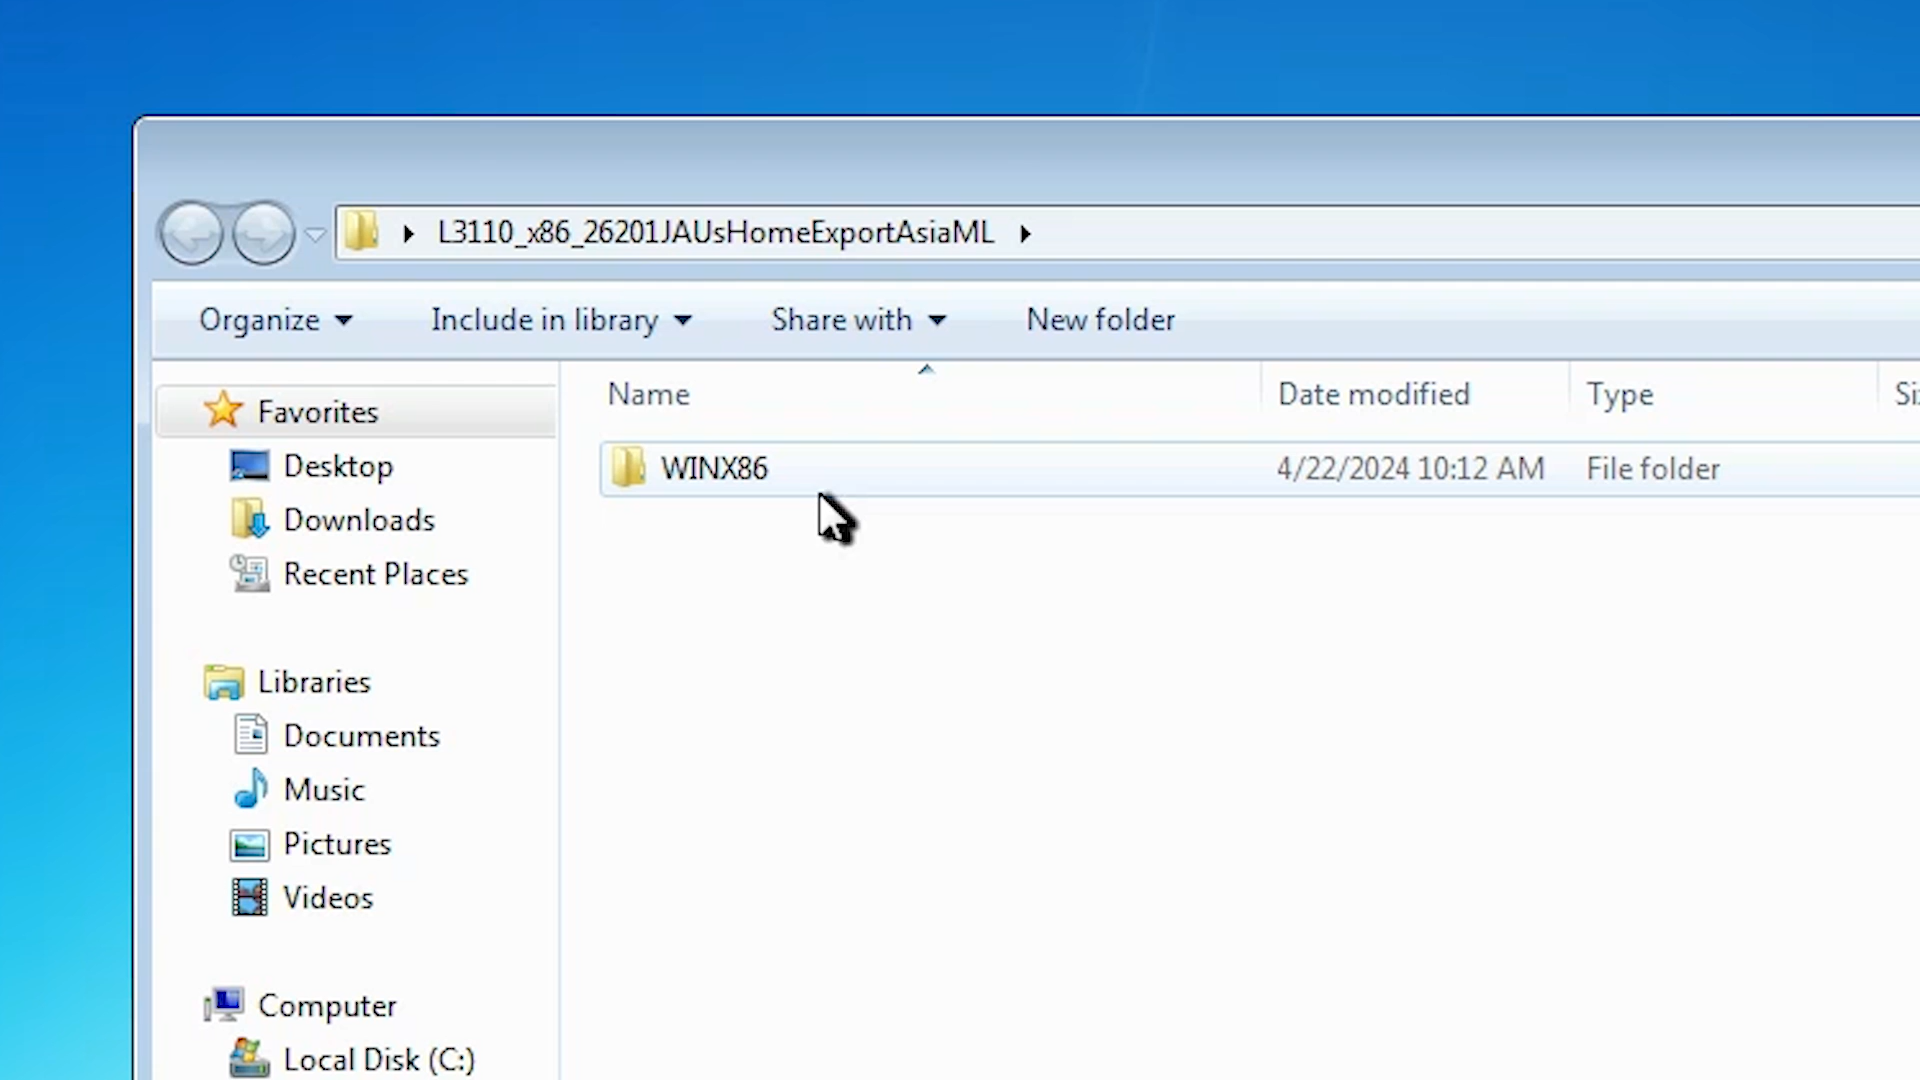 L3110_x86_26201JAUsHomeExportAsiaML
Organize Include in library Share with New folder
Name Date modified Type
Favorites
WINX86 4/22/2024 10:12 AM File folder
Desktop
Downloads
Recent Places
Libraries
Documents
Music
Pictures
Videos
Computer
Local Disk (C:)